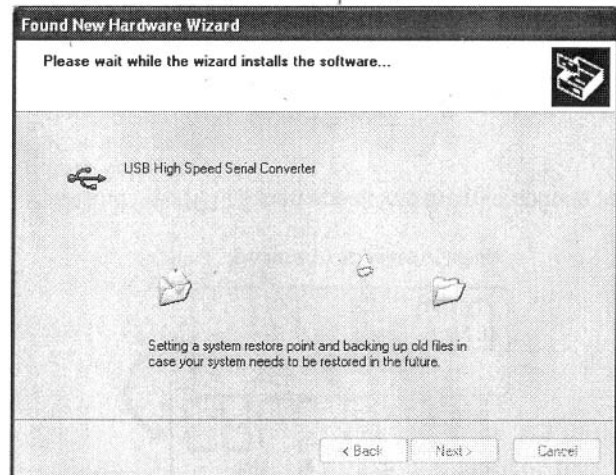 Found New Hardware Wizard
Please wait while the wizard installs the software...
USB High Speed Serial Converter
Setting a system restore point and backing up old files in
case your system needs to be restored in the future.
< Back
Next >
Cancel